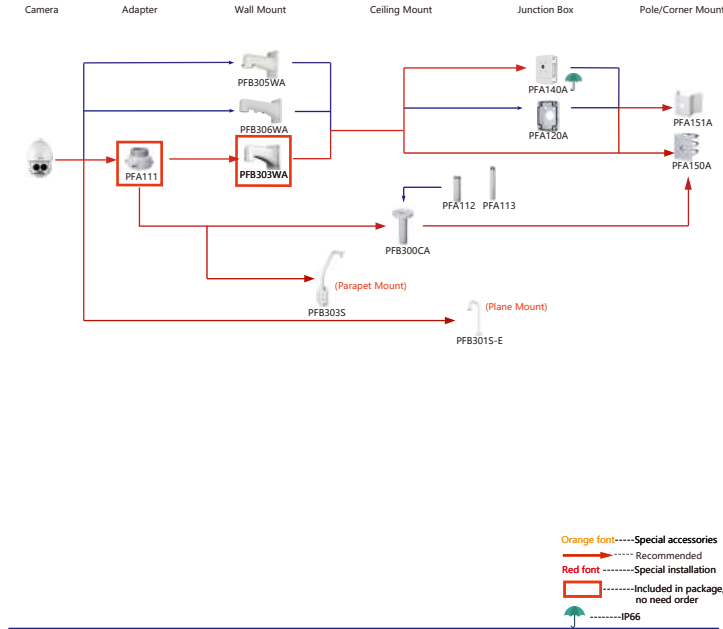 Camera
Adapter
Wall Mount
Ceiling Mount
Junction Box
Pole/Corner Mount
PFB305WA
PFA140A
PFB306WA
PFA120A
PFA151A
PFA111
PFB303WA
PFA150A
PFA112
PFA113
PFB300CA
(Parapet Mount)
PFB303S
(Plane Mount)
PFB301S-E
Orange font------Special accessories
------Recommended
Red font --------Special installation
--------Included in package,
no need order
--------IP66